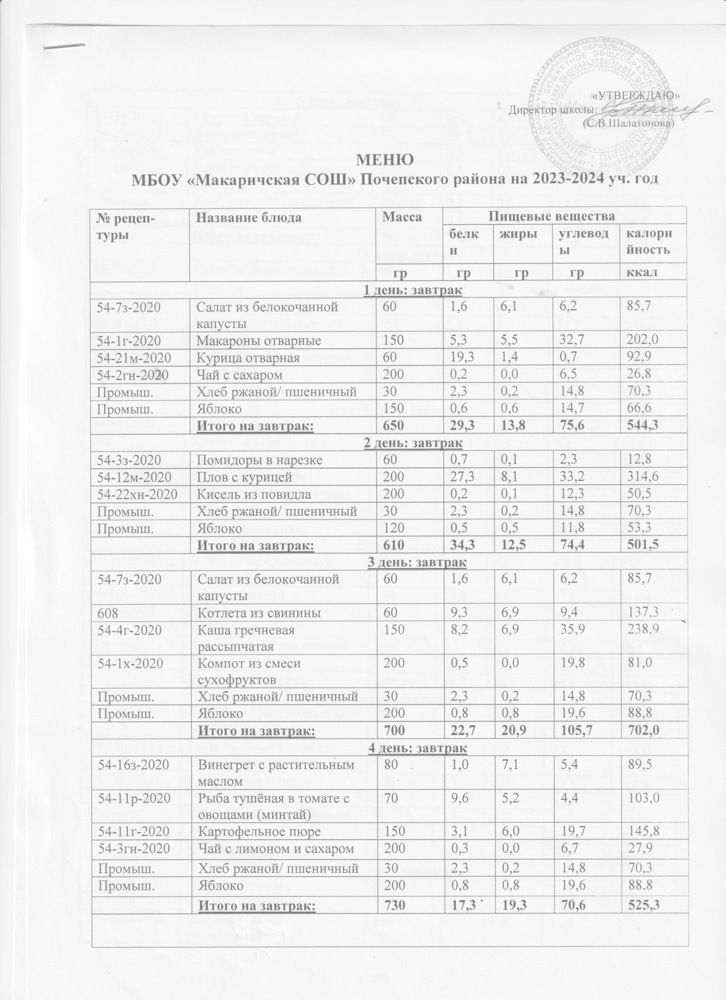 «УТВЕРЖДАЮ»
Директор школы:
(С.В.Шалатонова)
МЕНЮ
МБОУ «Макаричская СОШ» Почепского района на 2023-2024 уч. год
№ рецеп-туры Название блюда Масса Пищевые вещества
белки жиры углеводы калорийность
гр гр гр гр ккал
1 день: завтрак
54-7з-2020 Салат из белокочанной 60 1,6 6,1 6,2 85,7
капусты
54-1г-2020 Макароны отварные 150 5,3 5,5 32,7 202,0
54-21м-2020 Курица отварная 60 19,3 1,4 0,7 92,9
54-2гн-2020 Чай с сахаром 200 0,2 0,0 6,5 26,8
Промыш. Хлеб ржаной/ пшеничный 30 2,3 0,2 14,8 70,3
Промыш. Яблоко 150 0,6 0,6 14,7 66,6
Итого на завтрак: 650 29,3 13,8 75,6 544,3
2 день: завтрак
54-3з-2020 Помидоры в нарезке 60 0,7 0,1 2,3 12,8
54-12м-2020 Плов с курицей 200 27,3 8,1 33,2 314,6
54-22хн-2020 Кисель из повидла 200 0,2 0,1 12,3 50,5
Промыш. Хлеб ржаной/ пшеничный 30 2,3 0,2 14,8 70,3
Промыш. Яблоко 120 0,5 0,5 11,8 53,3
Итого на завтрак: 610 34,3 12,5 74,4 501,5
3 день: завтрак
54-7з-2020 Салат из белокочанной 60 1,6 6,1 6,2 85,7
капусты
608 Котлета из свинины 60 9,3 6,9 9,4 137,3
54-4г-2020 Каша гречневая 150 8,2 6,9 35,9 238,9
рассыпчатая
54-1х-2020 Компот из смеси 200 0,5 0,0 19,8 81,0
сухофруктов
Промыш. Хлеб ржаной/ пшеничный 30 2,3 0,2 14,8 70,3
Промыш. Яблоко 200 0,8 0,8 19,6 88,8
Итого на завтрак: 700 22,7 20,9 105,7 702,0
4 день: завтрак
54-16з-2020 Винегрет с растительным 80 1,0 7,1 5,4 89,5
маслом
54-11р-2020 Рыба тушёная в томате с 70 9,6 5,2 4,4 103,0
овощами (минтай)
54-11г-2020 Картофельное пюре 150 3,1 6,0 19,7 145,8
54-3гн-2020 Чай с лимоном и сахаром 200 0,3 0,0 6,7 27,9
Промыш. Хлеб ржаной/ пшеничный 30 2,3 0,2 14,8 70,3
Промыш. Яблоко 200 0,8 0,8 19,6 88,8
Итого на завтрак: 730 17,3 19,3 70,6 525,3